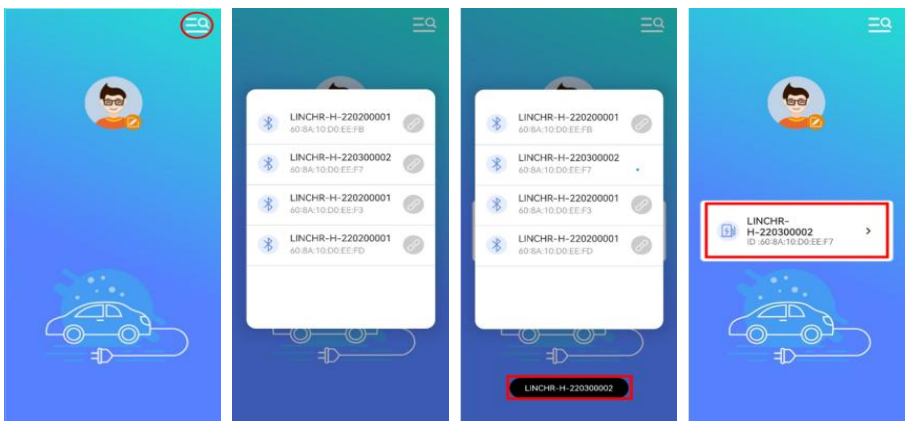 LINCHR-H-220200001
60:8A:10:D0:EE:FB
LINCHR-H-220300002
60:8A:10:D0:EE:F7
LINCHR-H-220200001
60:8A:10:D0:EE:F3
LINCHR-H-220200001
60:8A:10:D0:EE:FD
LINCHR-H-220200001
60:8A:10:D0:EE:FB
LINCHR-H-220300002
60:8A:10:D0:EE:F7
LINCHR-H-220200001
60:8A:10:D0:EE:F3
LINCHR-H-220200001
60:8A:10:D0:EE:FD
LINCHR-H-220300002
LINCHR-
H-220300002
ID :60:8A:10:D0:EE:F7